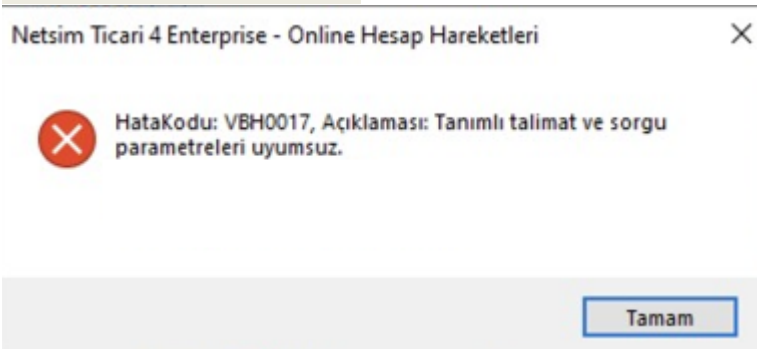 Netsim Ticari 4 Enterprise - Online Hesap Hareketleri
HataKodu: VBH0017, Açıklaması: Tanımlı talimat ve sorgu
parametreleri uyumsuz.
Tamam